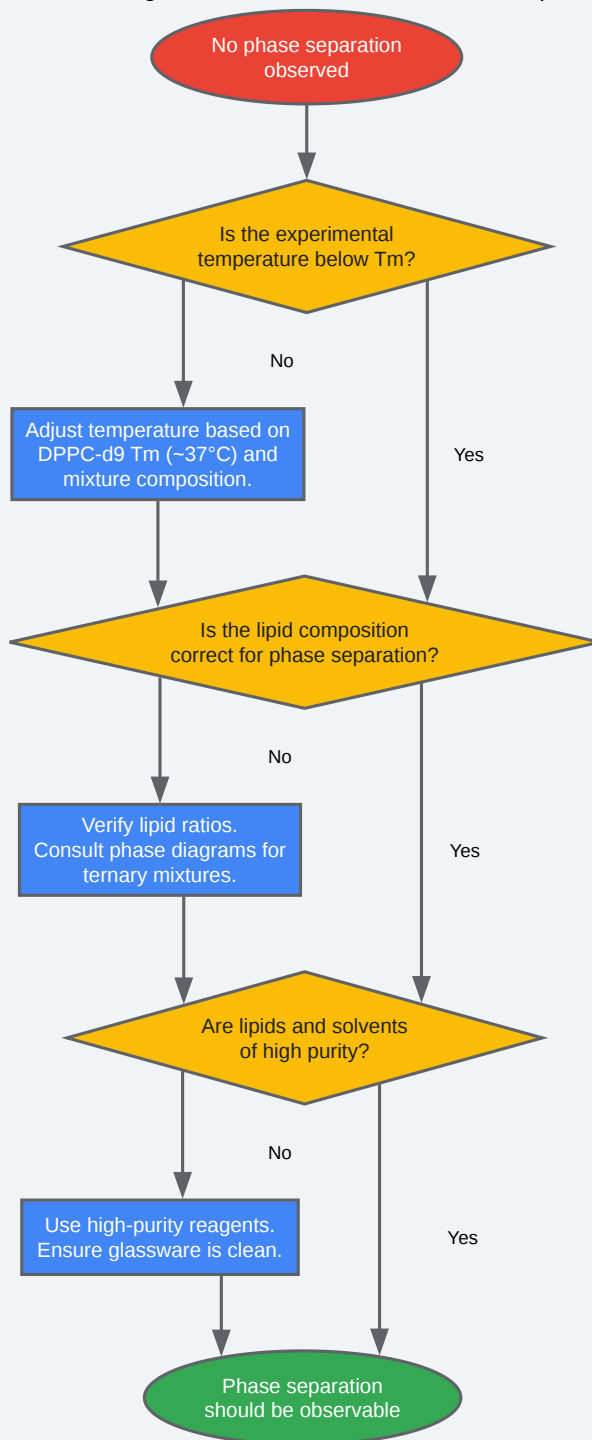 No phase separation
observed
Is the experimental
temperature below Tm?
No
Adjust temperature based on
DPPC-d9 Tm (~37°C) and
mixture composition.
Yes
Is the lipid composition
correct for phase separation?
No
Verify lipid ratios.
Consult phase diagrams for
ternary mixtures.
Yes
Are lipids and solvents
of high purity?
No
Use high-purity reagents.
Ensure glassware is clean.
Yes
Phase separation
should be observable